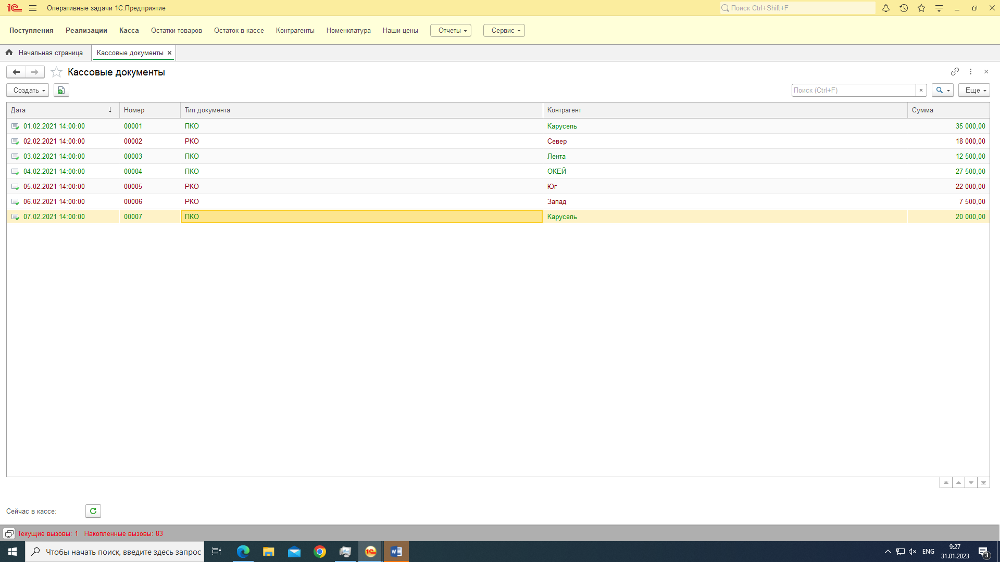 Оперативные задачи 1С:Предприятие
Поиск Ctrl+Shift+F
Поступления Реализации Касса Остатки товаров Остаток в кассе Контрагенты Номенклатура Наши цены Отчеты Сервис
Начальная страница Кассовые документы
Кассовые документы
Создать Поиск (Ctrl+F) × Еще
Дата Номер Тип документа Контрагент Сумма
01.02.2021 14:00:00 00001 ПКО Карусель 35 000,00
02.02.2021 14:00:00 00002 РКО Север 18 000,00
03.02.2021 14:00:00 00003 ПКО Лента 12 500,00
04.02.2021 14:00:00 00004 ПКО ОКЕЙ 27 500,00
05.02.2021 14:00:00 00005 РКО Юг 22 000,00
06.02.2021 14:00:00 00006 РКО Запад 7 500,00
07.02.2021 14:00:00 00007 ПКО Карусель 20 000,00
Сейчас в кассе:
Текущие вызовы: 1 Накопленные вызовы: 83
Чтобы начать поиск, введите здесь запрос
ENG
9:27
31.01.2023
3